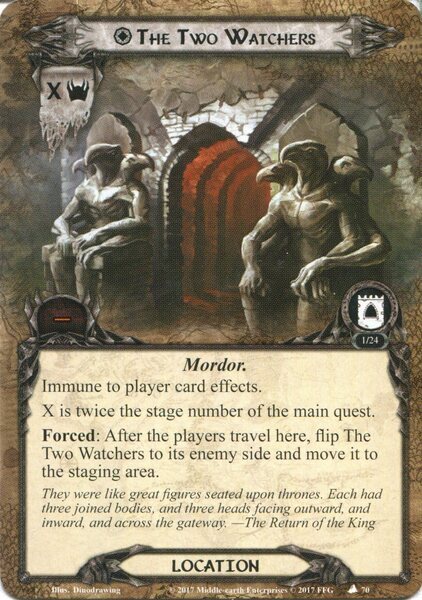 THE TWO WATCHERS
X
1/24
Mordor.
Immune to player card effects.
X is twice the stage number of the main quest.
Forced: After the players travel here, flip The
Two Watchers to its enemy side and move it to
the staging area.
They were like great figures seated upon thrones. Each had
three joined bodies, and three heads facing outward, and
inward, and across the gateway. —The Return of the King
LOCATION
Illus. Dinodrawing © 2017 Middle-earth Enterprises © 2017 FFG 70